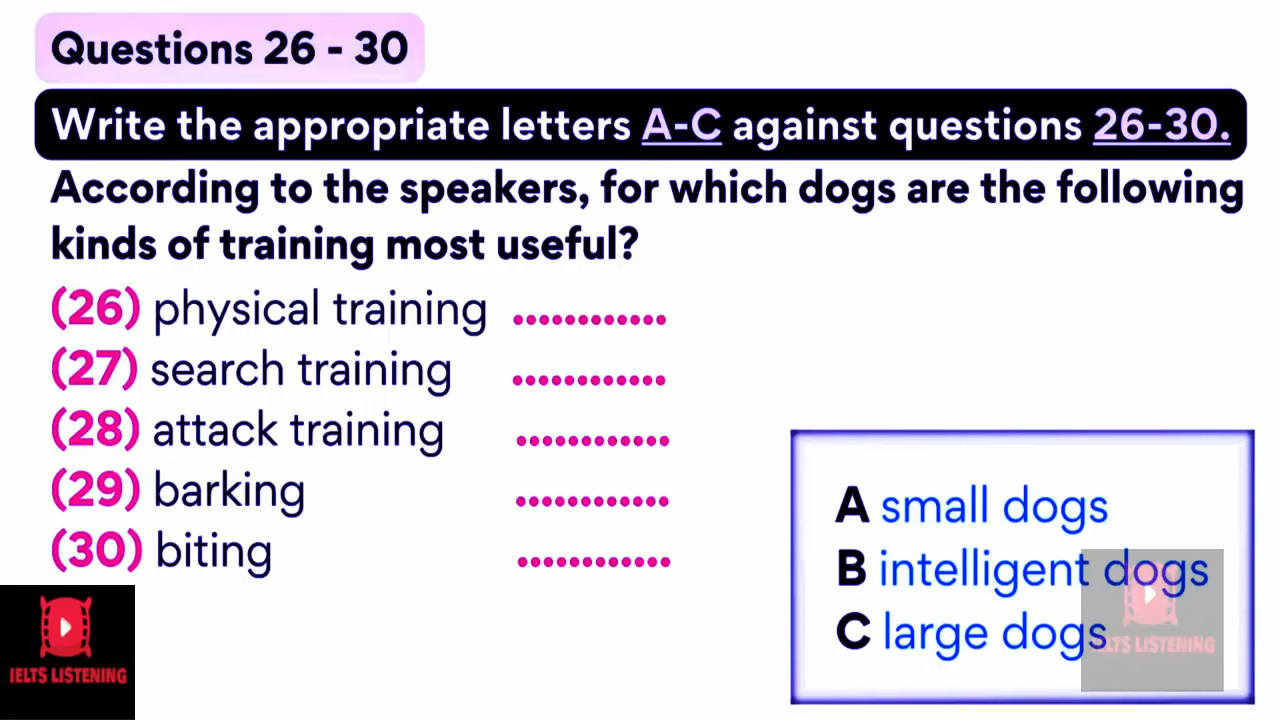 Questions 26 - 30
Write the appropriate letters A-C against questions 26-30.
According to the speakers, for which dogs are the following
kinds of training most useful?
(26) physical training ............
(27) search training ............
(28) attack training ............
(29) barking ............
(30) biting ............
A small dogs
B intelligent dogs
C large dogs
IELTS LISTENING
IELTS LISTENING